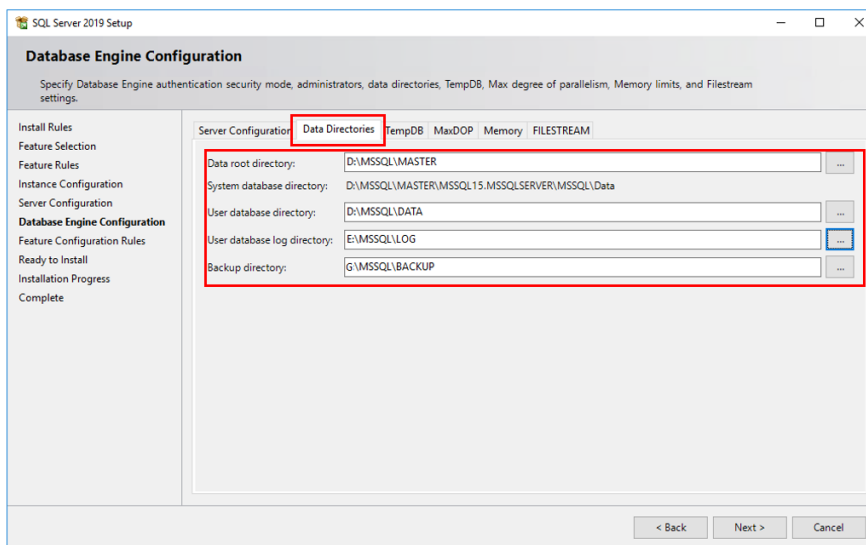 SQL Server 2019 Setup
Database Engine Configuration
Specify Database Engine authentication security mode, administrators, data directories, TempDB, Max degree of parallelism, Memory limits, and Filestream
settings.
Install Rules
Feature Selection
Feature Rules
Instance Configuration
Server Configuration
Database Engine Configuration
Feature Configuration Rules
Ready to Install
Installation Progress
Complete
Server Configuration Data Directories TempDB MaxDOP Memory FILESTREAM
Data root directory: D:\MSSQL\MASTER ...
System database directory: D:\MSSQL\MASTER\MSSQL15.MSSQLSERVER\MSSQL\Data
User database directory: D:\MSSQL\DATA ...
User database log directory: E:\MSSQL\LOG ...
Backup directory: G:\MSSQL\BACKUP ...
< Back Next > Cancel